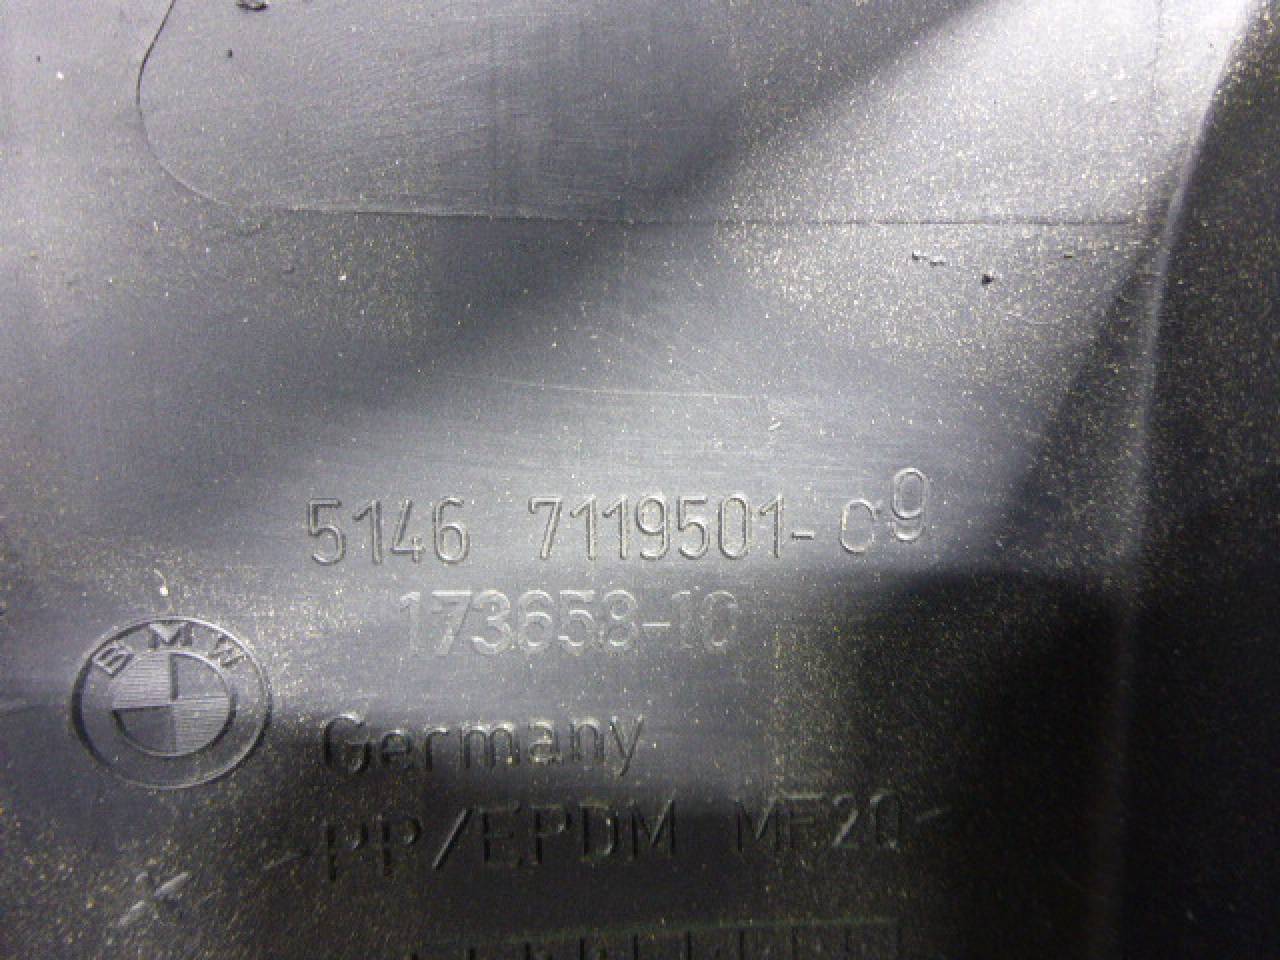 5146 7119501-09
173658-10
BMW
Germany
>PP/EPDM MF20<